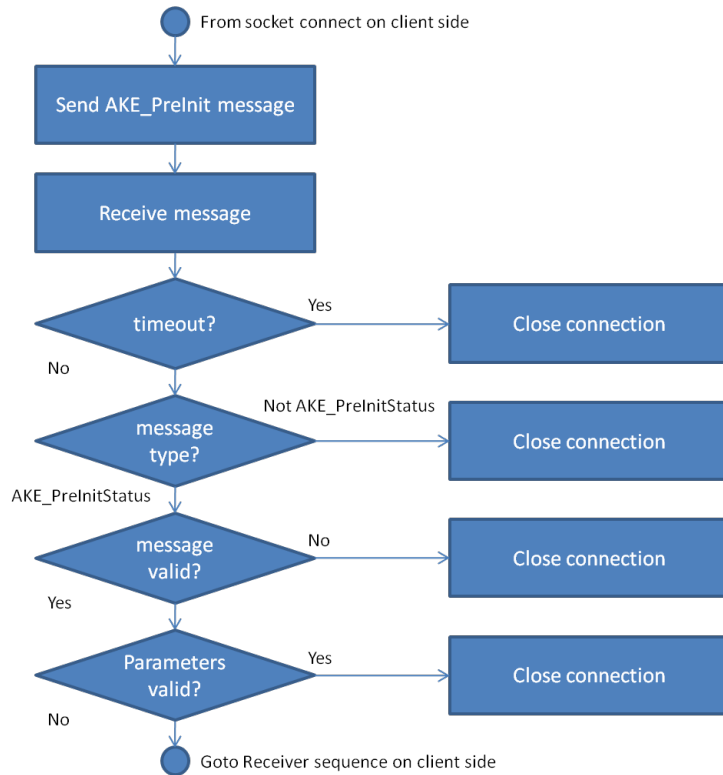 From socket connect on client side
Send AKE_PreInit message
Receive message
timeout?
Yes
Close connection
No
Not AKE_PreInitStatus
message
type?
Close connection
AKE_PreInitStatus
message
valid?
No
Close connection
Yes
Parameters
valid?
Yes
Close connection
No
Goto Receiver sequence on client side